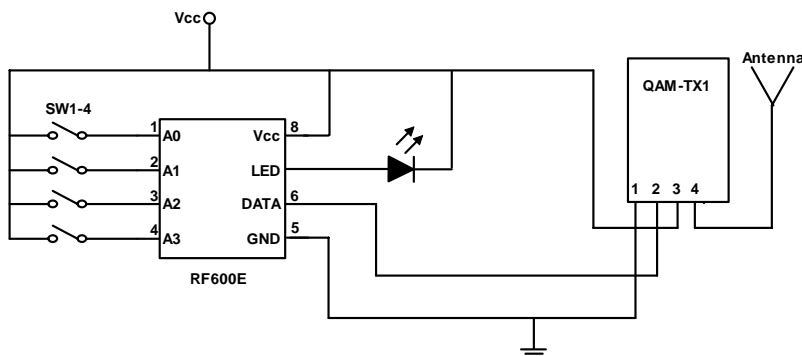 Vcc
Antenna
QAM-TX1
SW1-4
1 A0 Vcc 8
2 A1 LED
3 A2 DATA 6
4 A3 GND 5
1 2 3 4
RF600E